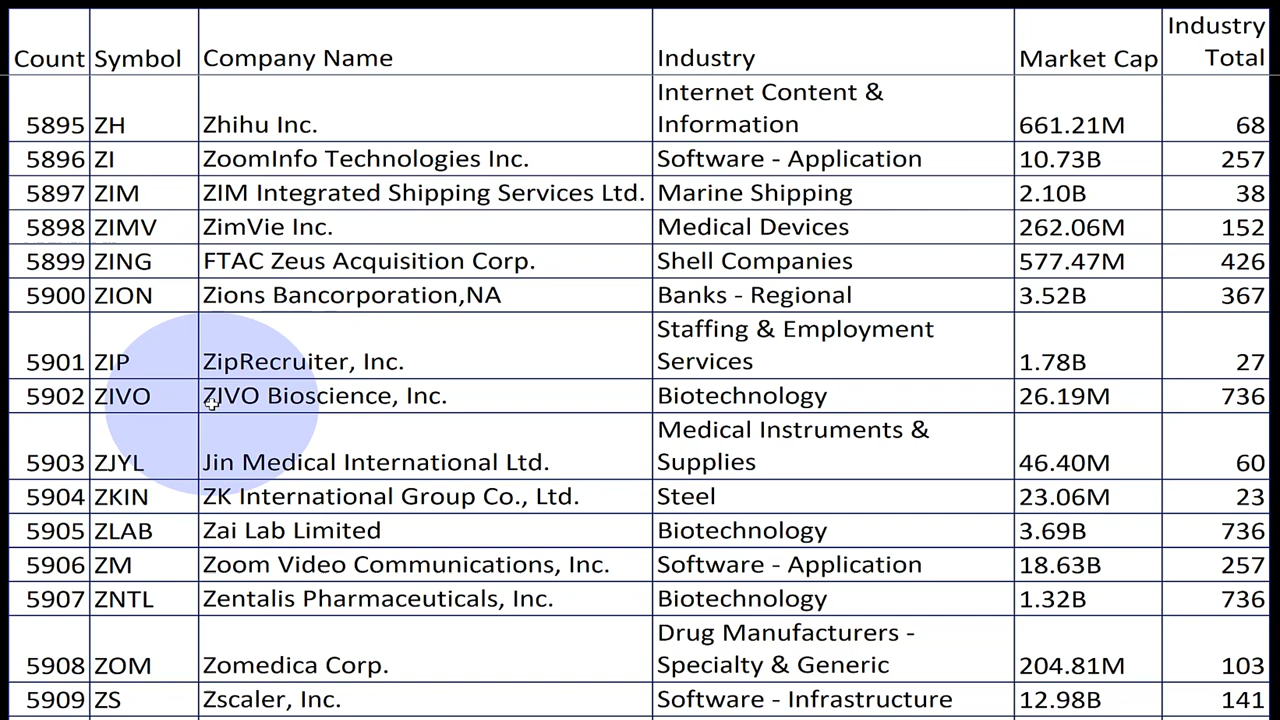 Industry
Count Symbol Company Name Industry Market Cap Total
Internet Content &
5895 ZH Zhihu Inc. Information 661.21M 68
5896 ZI ZoomInfo Technologies Inc. Software - Application 10.73B 257
5897 ZIM ZIM Integrated Shipping Services Ltd. Marine Shipping 2.10B 38
5898 ZIMV ZimVie Inc. Medical Devices 262.06M 152
5899 ZING FTAC Zeus Acquisition Corp. Shell Companies 577.47M 426
5900 ZION Zions Bancorporation,NA Banks - Regional 3.52B 367
Staffing & Employment
5901 ZIP ZipRecruiter, Inc. Services 1.78B 27
5902 ZIVO ZIVO Bioscience, Inc. Biotechnology 26.19M 736
Medical Instruments &
5903 ZJYL Jin Medical International Ltd. Supplies 46.40M 60
5904 ZKIN ZK International Group Co., Ltd. Steel 23.06M 23
5905 ZLAB Zai Lab Limited Biotechnology 3.69B 736
5906 ZM Zoom Video Communications, Inc. Software - Application 18.63B 257
5907 ZNTL Zentalis Pharmaceuticals, Inc. Biotechnology 1.32B 736
Drug Manufacturers -
5908 ZOM Zomedica Corp. Specialty & Generic 204.81M 103
5909 ZS Zscaler, Inc. Software - Infrastructure 12.98B 141